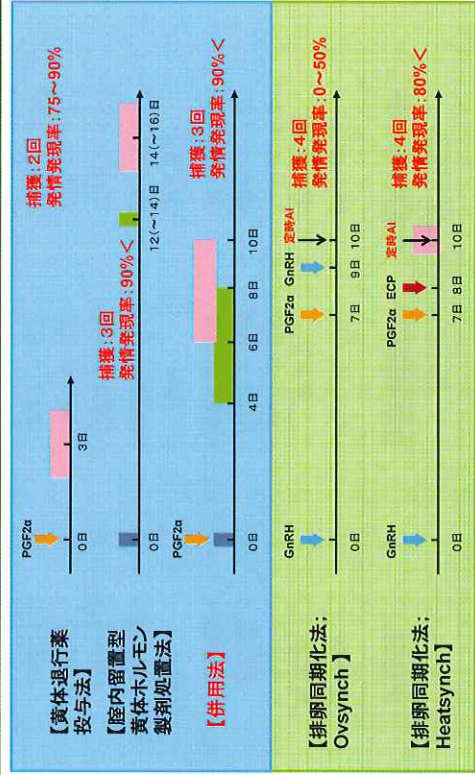 【黄体退行薬
投与法】
PGF2α
0日
3日
捕獲:2回
発情発現率:75~90%
【膣内留置型
黄体ホルモン
製剤処置法】
0日
12(~14)日
14(~16)日
捕獲:3回
発情発現率:90%<
【併用法】
PGF2α
0日
4日
6日
8日
10日
捕獲:3回
発情発現率:90%<
【排卵同期化法;
Ovsynch】
GnRH
PGF2α
GnRH
定時AI
0日
7日
9日
10日
捕獲:4回
発情発現率:0~50%
【排卵同期化法;
Heatsynch】
GnRH
PGF2α
ECP
定時AI
0日
7日
8日
10日
捕獲:4回
発情発現率:80%<